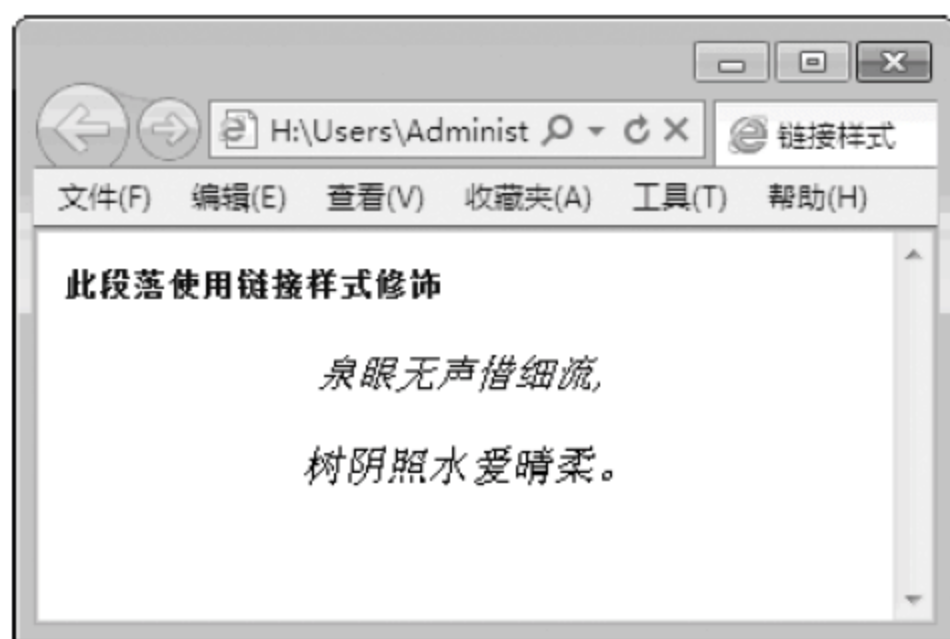 H:\Users\Administ
链接样式
文件(F) 编辑(E) 查看(V) 收藏夹(A) 工具(T) 帮助(H)
此段落使用链接样式修饰
泉眼无声惜细流,
树阴照水爱晴柔。